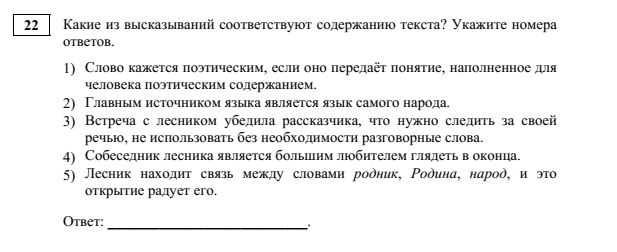 22 Какие из высказываний соответствуют содержанию текста? Укажите номера
ответов.
1) Слово кажется поэтическим, если оно передаёт понятие, наполненное для
человека поэтическим содержанием.
2) Главным источником языка является язык самого народа.
3) Встреча с лесником убедила рассказчика, что нужно следить за своей
речью, не использовать без необходимости разговорные слова.
4) Собеседник лесника является большим любителем глядеть в оконца.
5) Лесник находит связь между словами родник, Родина, народ, и это
открытие радует его.
Ответ: ___________________________.